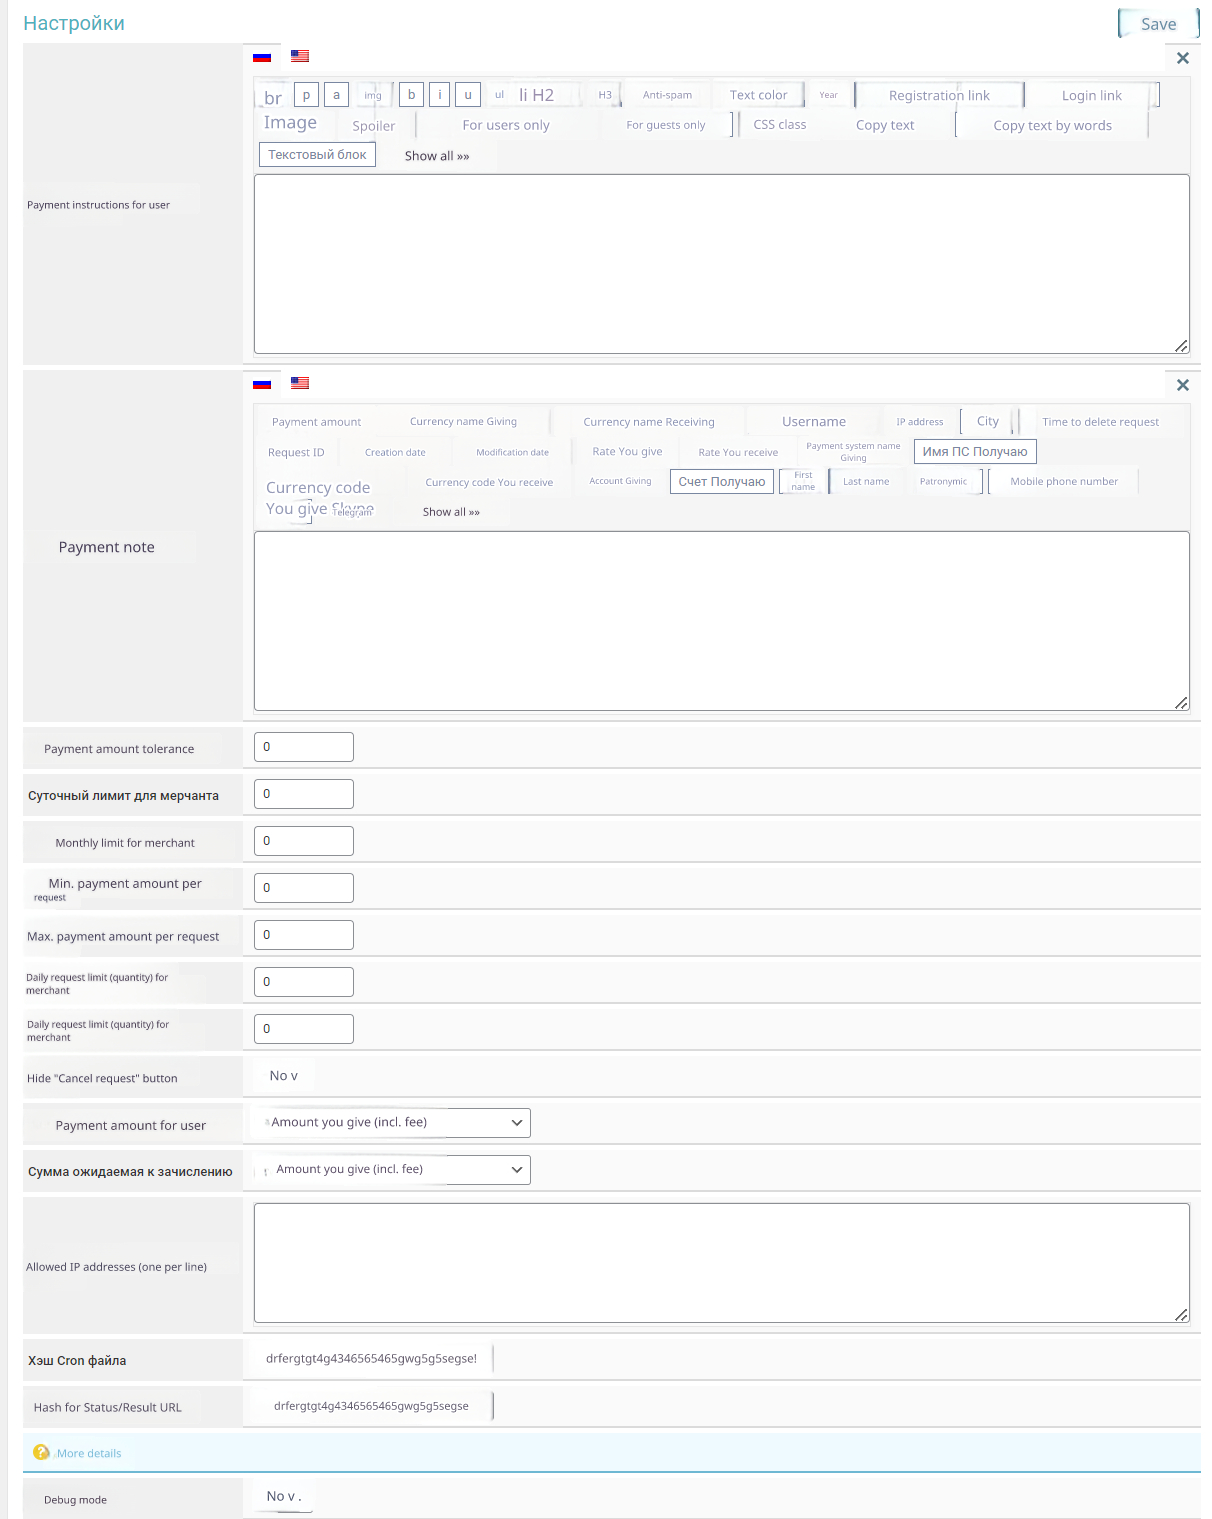 Настройки
Save
br p a img b i u ul li H2 H3 Anti-spam Text color Year Registration link Login link
Image Spoiler For users only For guests only CSS class Copy text Copy text by words
Текстовый блок Show all »»
Payment instructions for user
Payment amount Currency name Giving Currency name Receiving Username IP address City Time to delete request
Request ID Creation date Modification date Rate You give Rate You receive Payment system name Giving Имя ПС Получаю
Currency code You give Currency code You receive Account Giving Счет Получаю First name Last name Patronymic Mobile phone number
Skype Telegram Show all »»
Payment note
Payment amount tolerance 0
Суточный лимит для мерчанта 0
Monthly limit for merchant 0
Min. payment amount per request 0
Max. payment amount per request 0
Daily request limit (quantity) for merchant 0
Daily request limit (quantity) for merchant 0
Hide "Cancel request" button No v
Payment amount for user Amount you give (incl. fee)
Сумма ожидаемая к зачислению Amount you give (incl. fee)
Allowed IP addresses (one per line)
Хэш Cron файла drfergtgt4g4346565465gwg5g5segse!
Hash for Status/Result URL drfergtgt4g4346565465gwg5g5segse
More details
Debug mode No v .